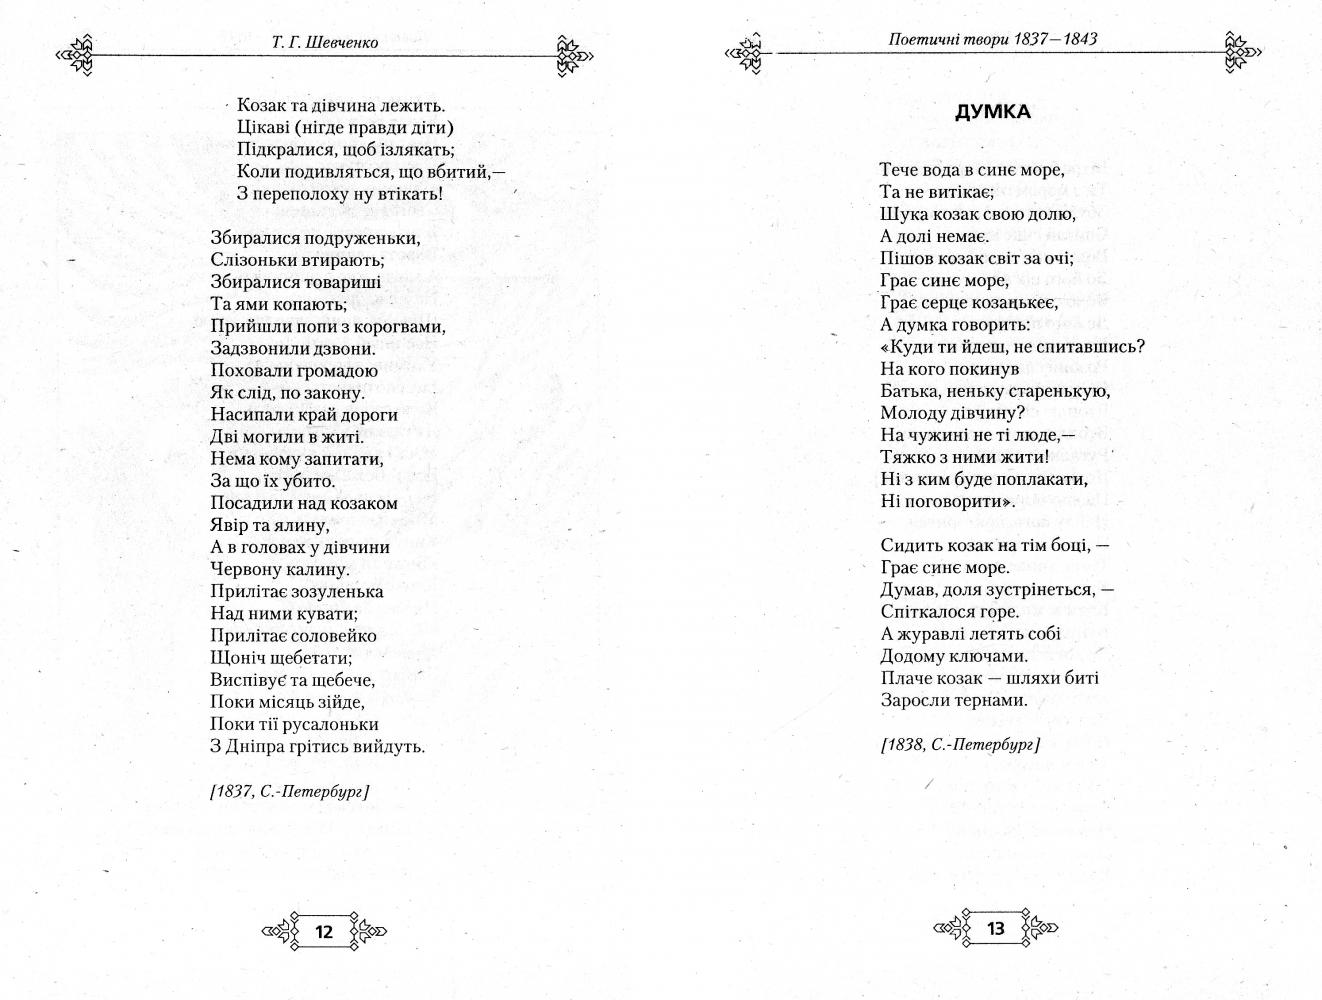 Т. Г. Шевченко
Козак та дівчина лежить.
Цікаві (нігде правди діти)
Підкралися, щоб ізлякать;
Коли подивляться, що вбитий,—
З переполоху ну втікать!
Збиралися подруженьки,
Слізоньки втирають;
Збиралися товариші
Та ями копають;
Прийшли попи з корогвами,
Задзвонили дзвони.
Поховали громадою
Як слід, по закону.
Насипали край дороги
Дві могили в житі.
Нема кому запитати,
За що їх убито.
Посадили над козаком
Явір та ялину,
А в головах у дівчини
Червону калину.
Прилітає зозуленька
Над ними кувати;
Прилітає соловейко
Щоніч щебетати;
Виспівує та щебече,
Поки місяць зійде,
Поки тії русалоньки
З Дніпра грітись вийдуть.
[1837, С.-Петербург]
12
Поетичні твори 1837—1843
ДУМКА
Тече вода в синє море,
Та не витікає;
Шука козак свою долю,
А долі немає.
Пішов козак світ за очі;
Грає синє море,
Грає серце козацькеє,
А думка говорить:
«Куди ти йдеш, не спитавшись?
На кого покинув
Батька, неньку старенькую,
Молоду дівчину?
На чужині не ті люде,—
Тяжко з ними жити!
Ні з ким буде поплакати,
Ні поговорити».
Сидить козак на тім боці, —
Грає синє море.
Думав, доля зустрінеться, —
Спіткалося горе.
А журавлі летять собі
Додому ключами.
Плаче козак — шляхи биті
Заросли тернами.
[1838, С.-Петербург]
13